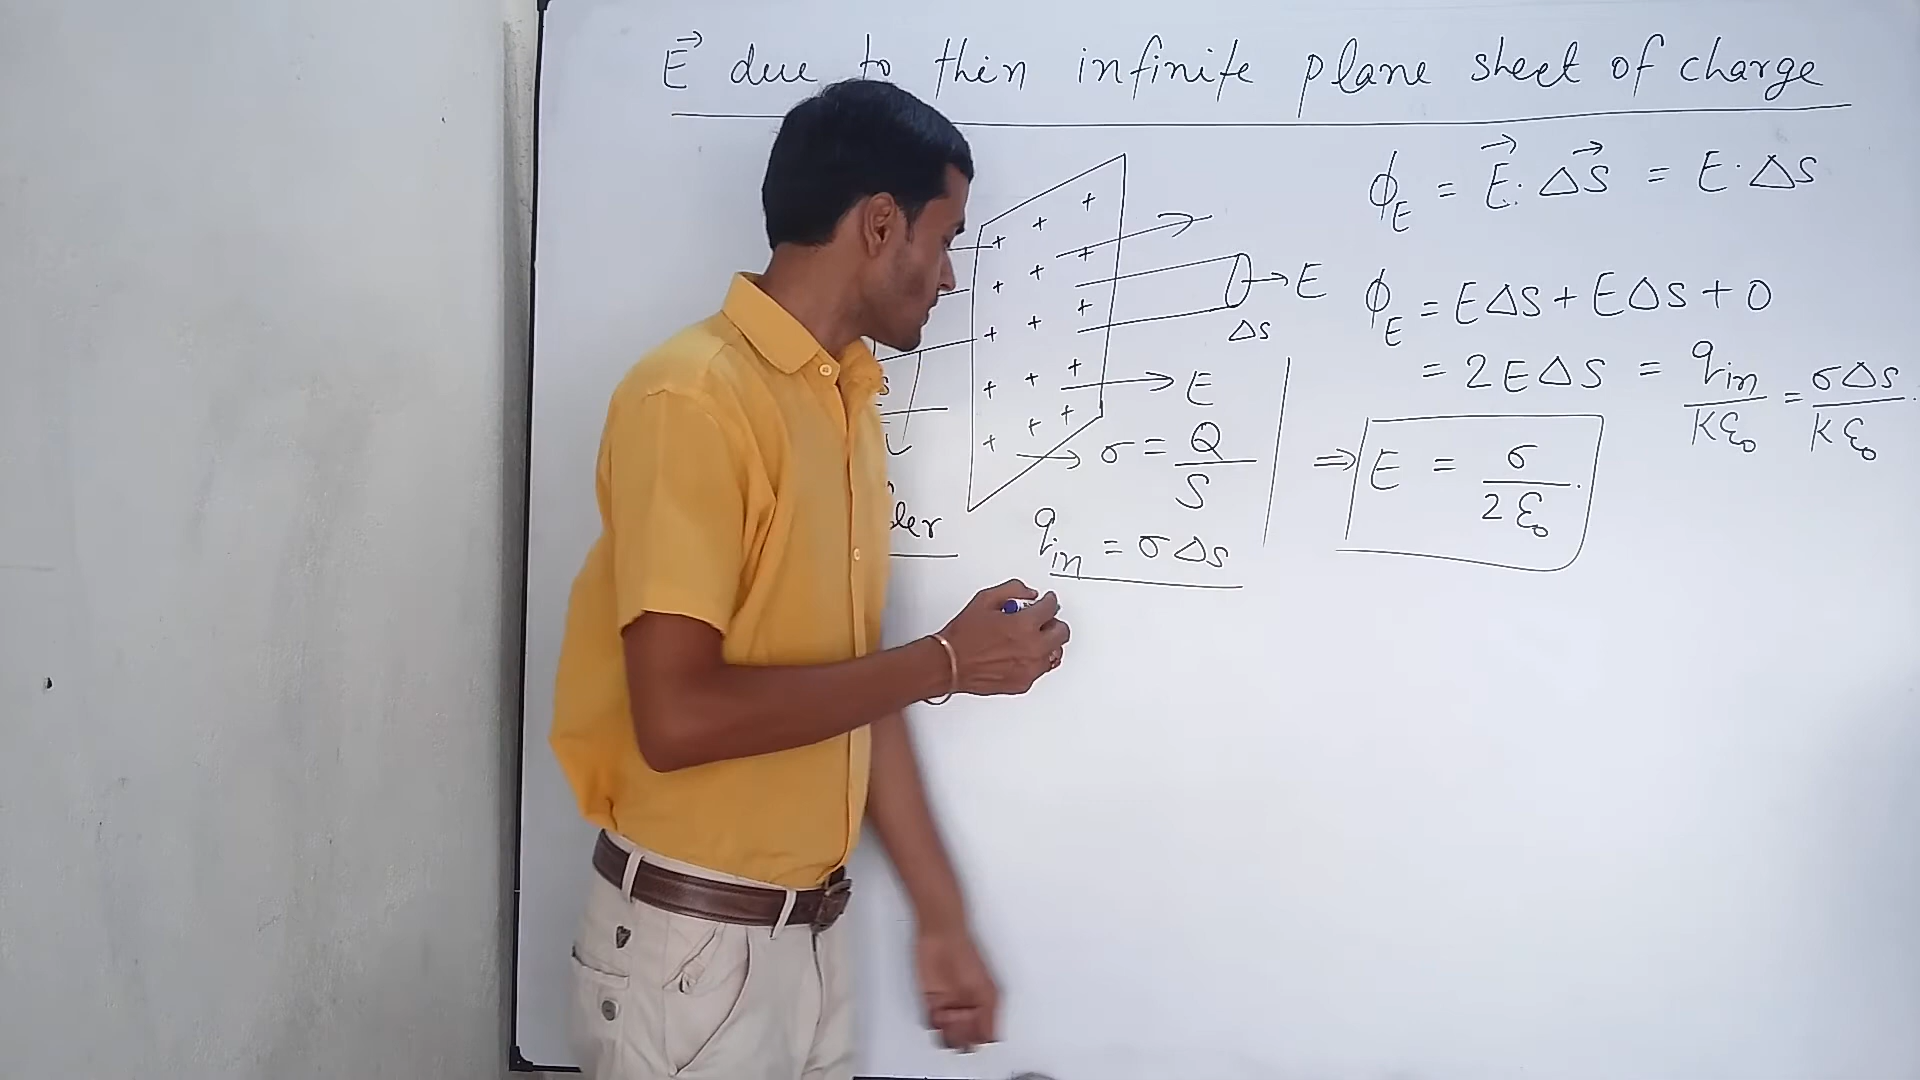 E⃗ due to thin infinite plane sheet of charge
ϕ_E = E⃗ . ΔS⃗ = E · ΔS
→ E
ΔS
ϕ_E = EΔS + EΔS + 0
= 2EΔS = q_in / Kε₀ = σΔS / Kε₀
→ E
σ = Q / S
⇒ E = σ / 2ε₀ .
q_in = σΔS